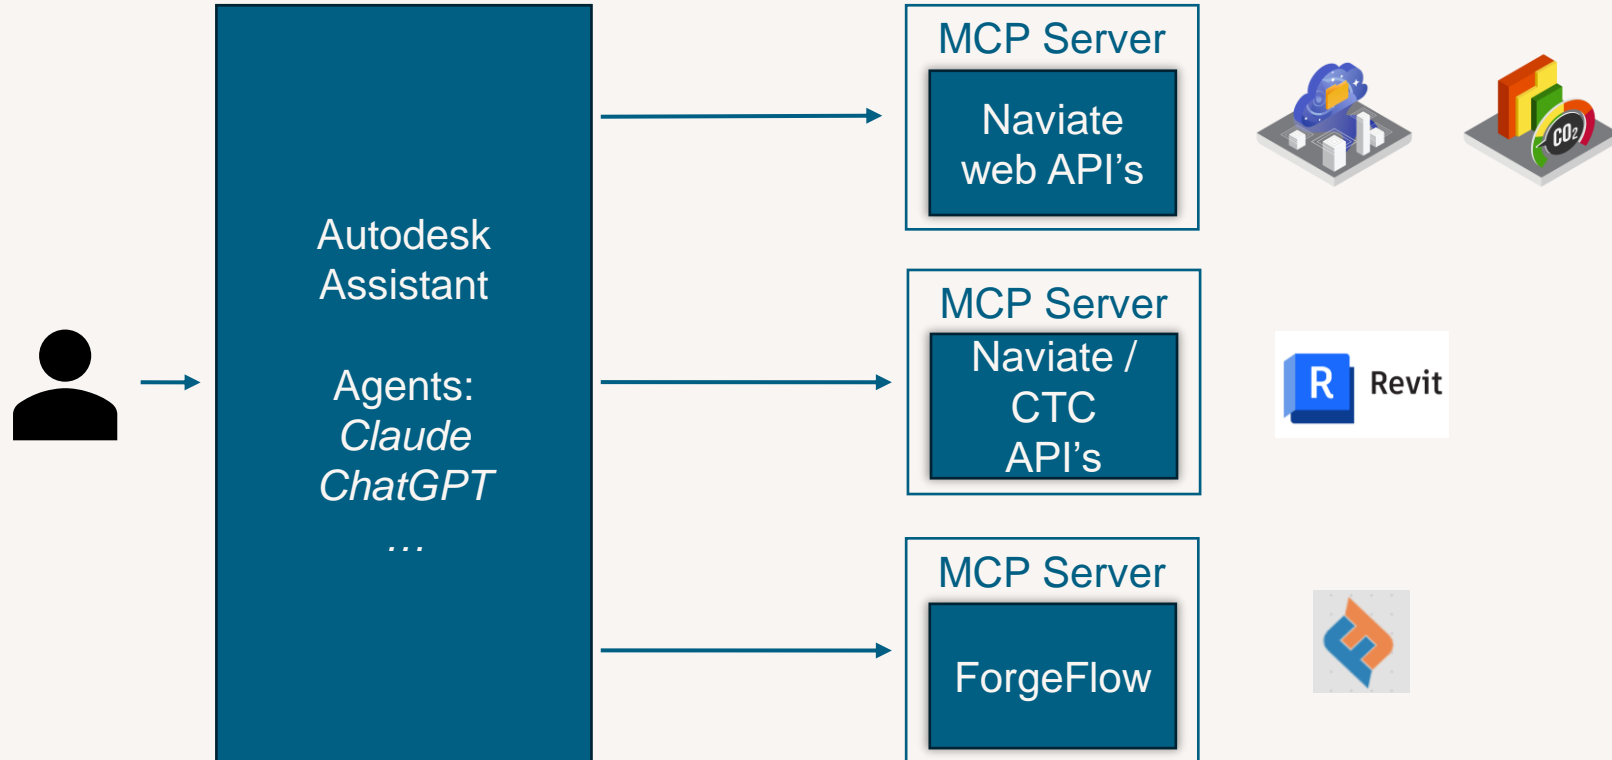 Autodesk
Assistant
Agents:
Claude
ChatGPT
…
MCP Server
Naviate
web API’s
CO2
MCP Server
Naviate /
CTC
API’s
R Revit
MCP Server
ForgeFlow